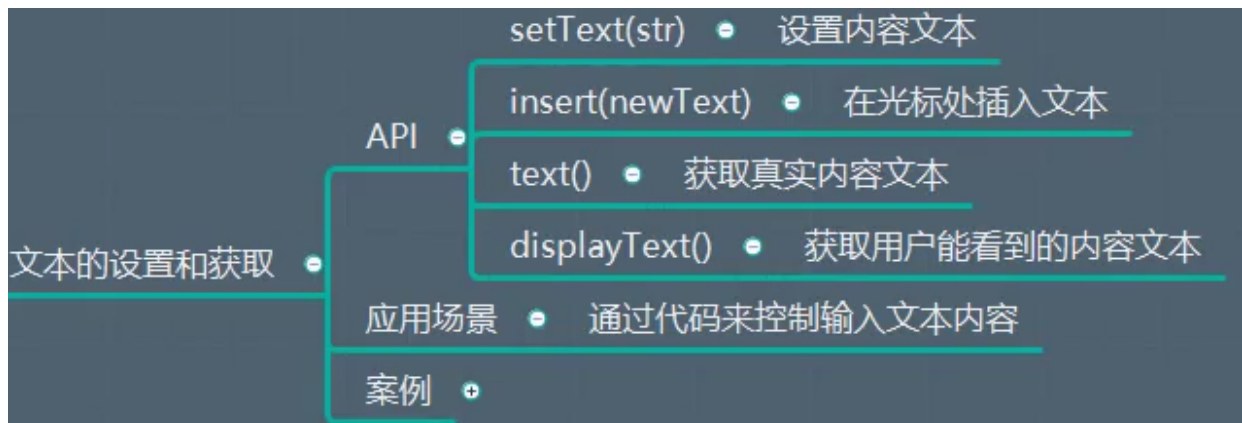 setText(str) 设置内容文本
insert(newText) 在光标处插入文本
API
text() 获取真实内容文本
displayText() 获取用户能看到的内容文本
文本的设置和获取
应用场景 通过代码来控制输入文本内容
案例